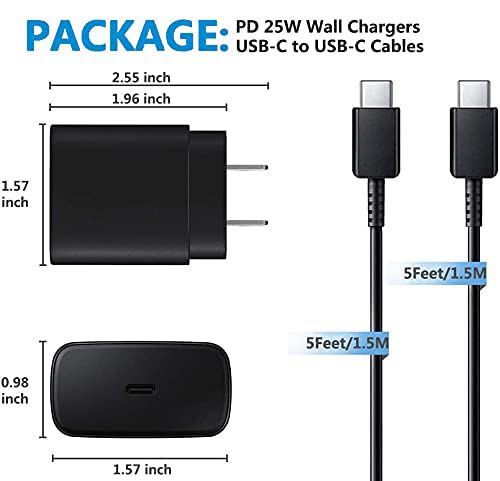 PACKAGE: PD 25W Wall Chargers
USB-C to USB-C Cables
2.55 inch
1.96 inch
1.57
inch
5Feet/1.5M
5Feet/1.5M
0.98
inch
1.57 inch